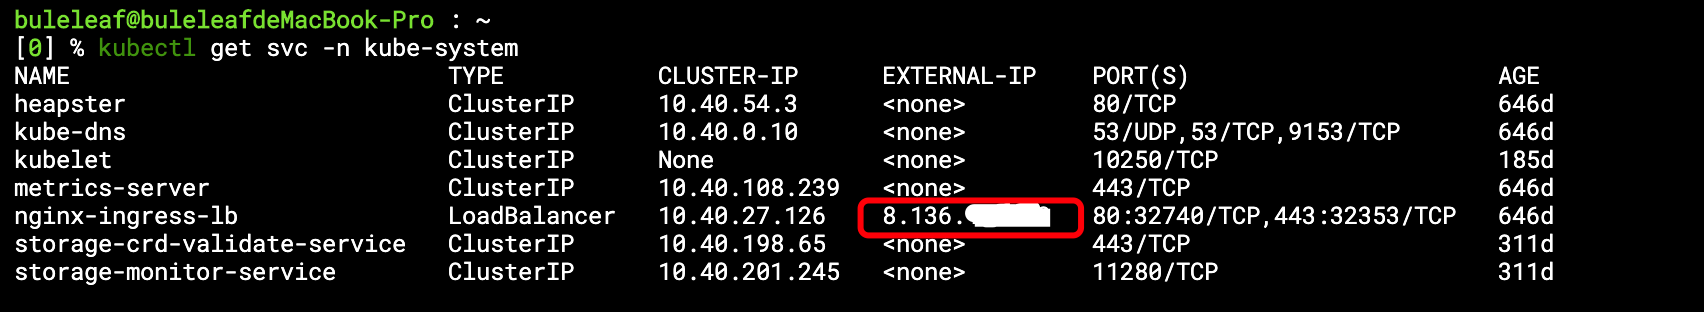 buleleaf@buleleafdeMacBook-Pro : ~
[0] % kubectl get svc -n kube-system
NAME TYPE CLUSTER-IP EXTERNAL-IP PORT(S) AGE
heapster ClusterIP 10.40.54.3 <none> 80/TCP 646d
kube-dns ClusterIP 10.40.0.10 <none> 53/UDP,53/TCP,9153/TCP 646d
kubelet ClusterIP None <none> 10250/TCP 185d
metrics-server ClusterIP 10.40.108.239 <none> 443/TCP 646d
nginx-ingress-lb LoadBalancer 10.40.27.126 8.136. 80:32740/TCP,443:32353/TCP 646d
storage-crd-validate-service ClusterIP 10.40.198.65 <none> 443/TCP 311d
storage-monitor-service ClusterIP 10.40.201.245 <none> 11280/TCP 311d